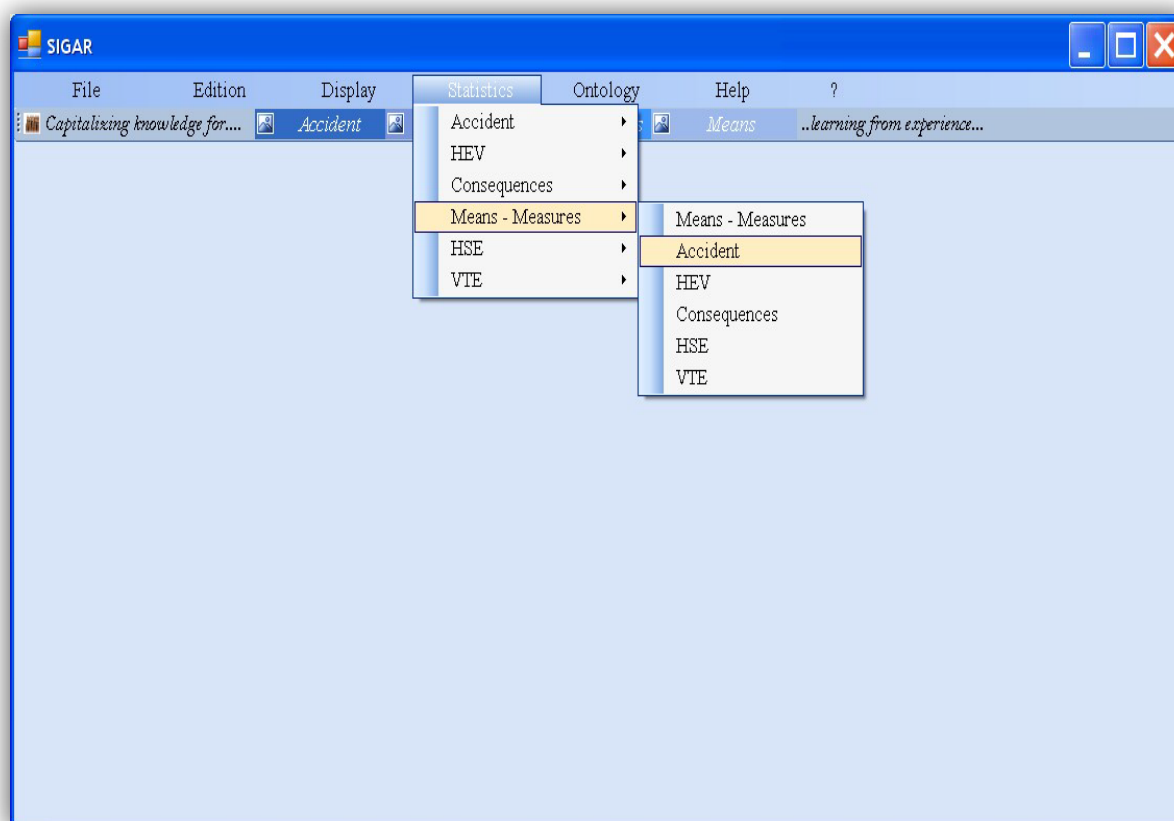 SIGAR
File Edition Display Statistics Ontology Help ?
Capitalizing knowledge for.... Accident Means ..learning from experience...
Accident
HEV
Consequences
Means - Measures
HSE
VTE
Means - Measures
Accident
HEV
Consequences
HSE
VTE